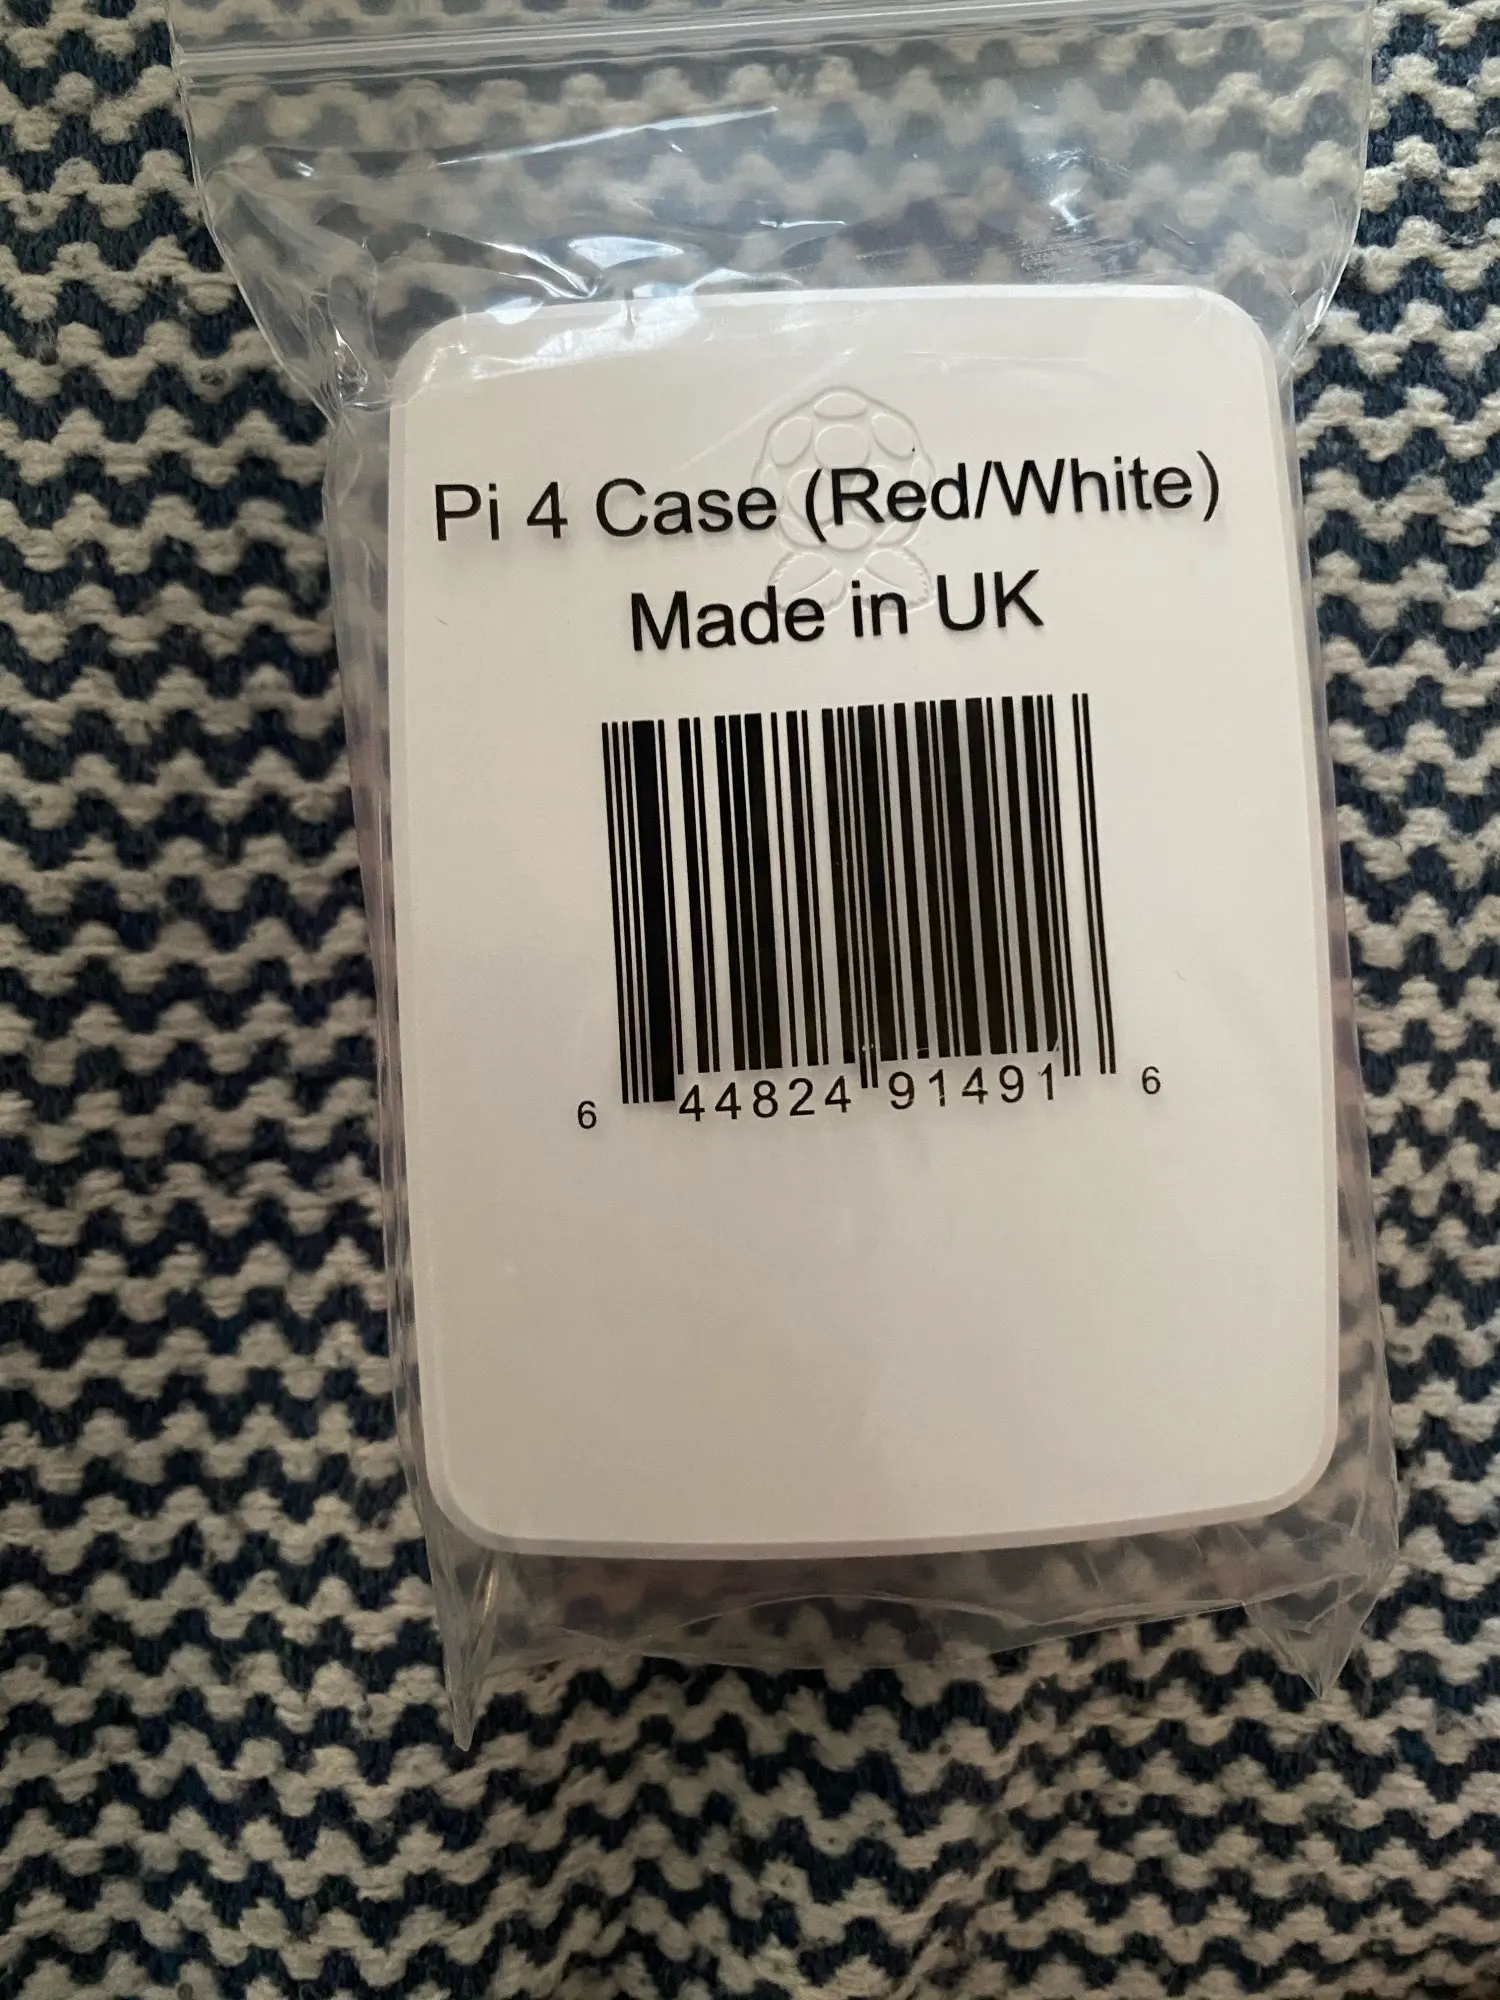 Pi 4 Case (Red/White)
Made in UK
6 44824 91491 6